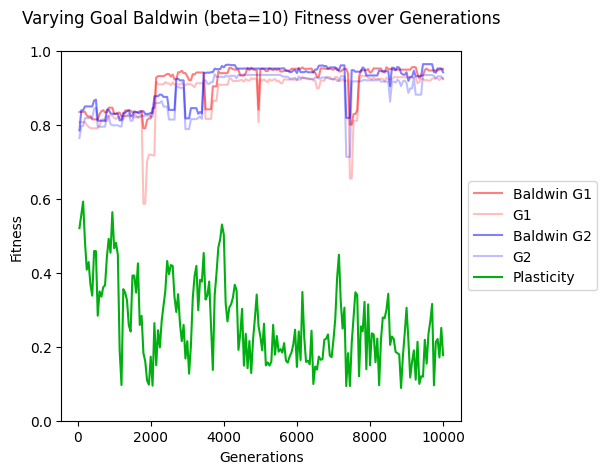 Varying Goal Baldwin (beta=10) Fitness over Generations
1.0
0.8
0.6
0.4
0.2
0.0
Fitness
0
2000
4000
6000
8000
10000
Generations
Baldwin G1
G1
Baldwin G2
G2
Plasticity